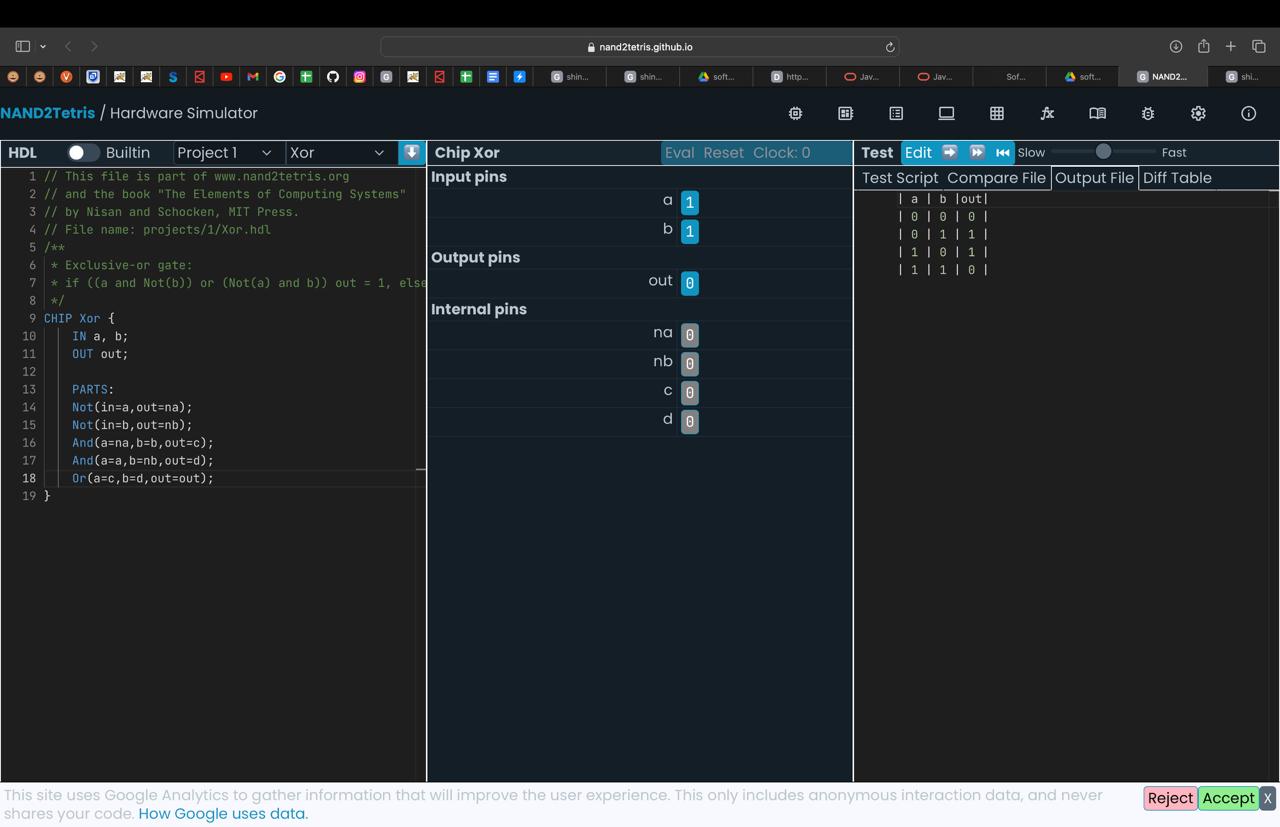 nand2tetris.github.io
shin...
shin...
soft...
http...
Jav...
Jav...
Sof...
soft...
NAND2...
shi...
NAND2Tetris / Hardware Simulator
HDL Builtin Project 1 Xor
1 // This file is part of www.nand2tetris.org
2 // and the book "The Elements of Computing Systems"
3 // by Nisan and Schocken, MIT Press.
4 // File name: projects/1/Xor.hdl
5 /**
6 * Exclusive-or gate:
7 * if ((a and Not(b)) or (Not(a) and b)) out = 1, else
8 */
9 CHIP Xor {
10 IN a, b;
11 OUT out;
12
13 PARTS:
14 Not(in=a,out=na);
15 Not(in=b,out=nb);
16 And(a=na,b=b,out=c);
17 And(a=a,b=nb,out=d);
18 Or(a=c,b=d,out=out);
19 }
Chip Xor Eval Reset Clock: 0
Input pins
a 1
b 1
Output pins
out 0
Internal pins
na 0
nb 0
c 0
d 0
Test Edit Slow Fast
Test Script Compare File Output File Diff Table
| a | b |out|
| 0 | 0 | 0 |
| 0 | 1 | 1 |
| 1 | 0 | 1 |
| 1 | 1 | 0 |
This site uses Google Analytics to gather information that will improve the user experience. This only includes anonymous interaction data, and never
shares your code. How Google uses data.
Reject Accept X